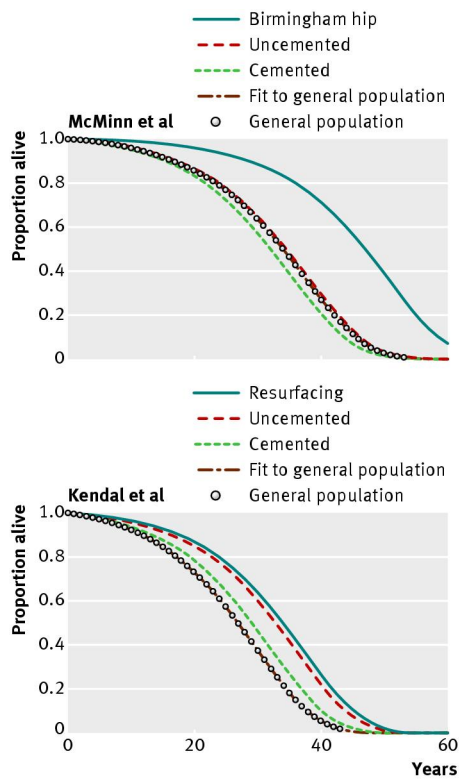 Birmingham hip
Uncemented
Cemented
Fit to general population
McMinn et al General population
Proportion alive
1.0
0.8
0.6
0.4
0.2
0
Resurfacing
Uncemented
Cemented
Fit to general population
Kendal et al General population
Proportion alive
1.0
0.8
0.6
0.4
0.2
0
0 20 40 60
Years